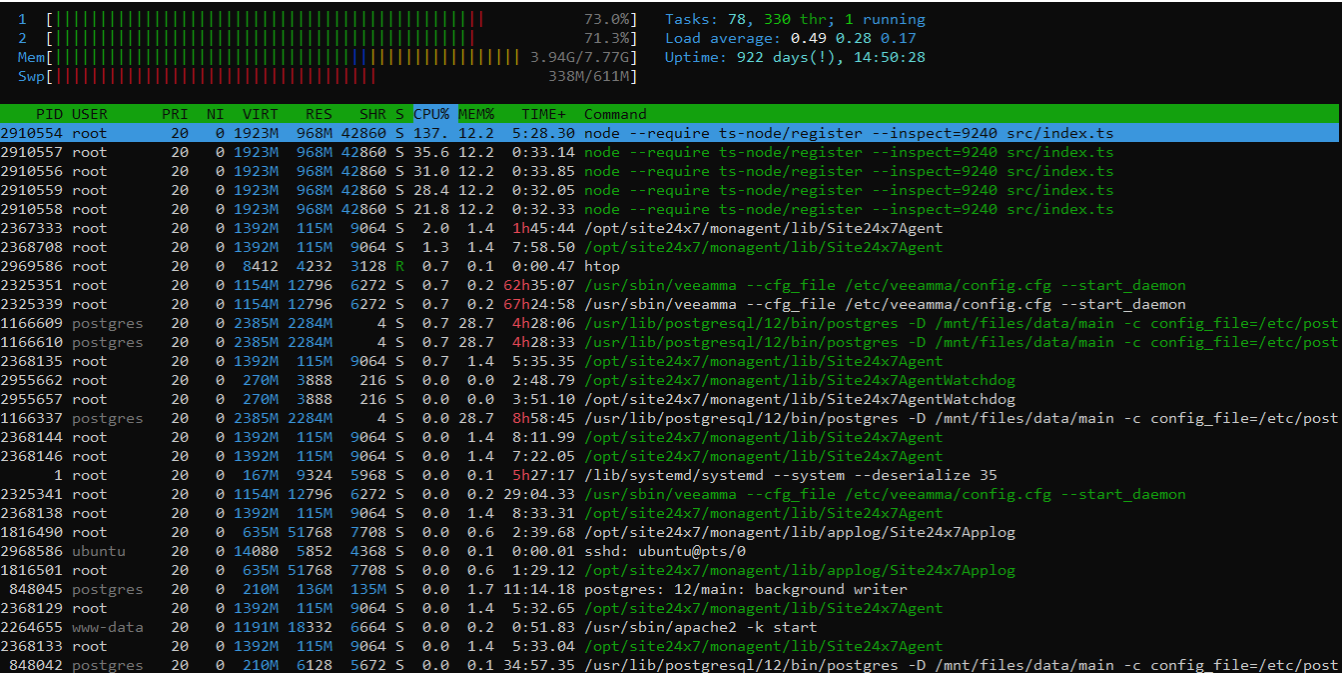 1 [||||||||||||||||||||||||||||||||||||||||||||||| 73.0%] Tasks: 78, 330 thr; 1 running
2 [|||||||||||||||||||||||||||||||||||||||||||||| 71.3%] Load average: 0.49 0.28 0.17
Mem[||||||||||||||||||||||||||||||||||||||||||||||||||| 3.94G/7.77G] Uptime: 922 days(!), 14:50:28
Swp[||||||||||||||||||||||||||||||||||| 338M/611M]
PID USER PRI NI VIRT RES SHR S CPU% MEM% TIME+ Command
2910554 root 20 0 1923M 968M 42860 S 137. 12.2 5:28.30 node --require ts-node/register --inspect=9240 src/index.ts
2910557 root 20 0 1923M 968M 42860 S 35.6 12.2 0:33.14 node --require ts-node/register --inspect=9240 src/index.ts
2910556 root 20 0 1923M 968M 42860 S 31.0 12.2 0:33.85 node --require ts-node/register --inspect=9240 src/index.ts
2910559 root 20 0 1923M 968M 42860 S 28.4 12.2 0:32.05 node --require ts-node/register --inspect=9240 src/index.ts
2910558 root 20 0 1923M 968M 42860 S 21.8 12.2 0:32.33 node --require ts-node/register --inspect=9240 src/index.ts
2367333 root 20 0 1392M 115M 9064 S 2.0 1.4 1h45:44 /opt/site24x7/monagent/lib/Site24x7Agent
2368708 root 20 0 1392M 115M 9064 S 1.3 1.4 7:58.50 /opt/site24x7/monagent/lib/Site24x7Agent
2969586 root 20 0 8412 4232 3128 R 0.7 0.1 0:00.47 htop
2325351 root 20 0 1154M 12796 6272 S 0.7 0.2 62h35:07 /usr/sbin/veeamma --cfg_file /etc/veeamma/config.cfg --start_daemon
2325339 root 20 0 1154M 12796 6272 S 0.7 0.2 67h24:58 /usr/sbin/veeamma --cfg_file /etc/veeamma/config.cfg --start_daemon
1166609 postgres 20 0 2385M 2284M 4 S 0.7 28.7 4h28:06 /usr/lib/postgresql/12/bin/postgres -D /mnt/files/data/main -c config_file=/etc/post
1166610 postgres 20 0 2385M 2284M 4 S 0.7 28.7 4h28:33 /usr/lib/postgresql/12/bin/postgres -D /mnt/files/data/main -c config_file=/etc/post
2368135 root 20 0 1392M 115M 9064 S 0.7 1.4 5:35.35 /opt/site24x7/monagent/lib/Site24x7Agent
2955662 root 20 0 270M 3888 216 S 0.0 0.0 2:48.79 /opt/site24x7/monagent/lib/Site24x7AgentWatchdog
2955657 root 20 0 270M 3888 216 S 0.0 0.0 3:51.10 /opt/site24x7/monagent/lib/Site24x7AgentWatchdog
1166337 postgres 20 0 2385M 2284M 4 S 0.0 28.7 8h58:45 /usr/lib/postgresql/12/bin/postgres -D /mnt/files/data/main -c config_file=/etc/post
2368144 root 20 0 1392M 115M 9064 S 0.0 1.4 8:11.99 /opt/site24x7/monagent/lib/Site24x7Agent
2368146 root 20 0 1392M 115M 9064 S 0.0 1.4 7:22.05 /opt/site24x7/monagent/lib/Site24x7Agent
1 root 20 0 167M 9324 5968 S 0.0 0.1 5h27:17 /lib/systemd/systemd --system --deserialize 35
2325341 root 20 0 1154M 12796 6272 S 0.0 0.2 29:04.33 /usr/sbin/veeamma --cfg_file /etc/veeamma/config.cfg --start_daemon
2368138 root 20 0 1392M 115M 9064 S 0.0 1.4 8:33.31 /opt/site24x7/monagent/lib/Site24x7Agent
1816490 root 20 0 635M 51768 7708 S 0.0 0.6 2:39.68 /opt/site24x7/monagent/lib/applog/Site24x7Applog
2968586 ubuntu 20 0 14080 5852 4368 S 0.0 0.1 0:00.01 sshd: ubuntu@pts/0
1816501 root 20 0 635M 51768 7708 S 0.0 0.6 1:29.12 /opt/site24x7/monagent/lib/applog/Site24x7Applog
848045 postgres 20 0 210M 136M 135M S 0.0 1.7 11:14.18 postgres: 12/main: background writer
2368129 root 20 0 1392M 115M 9064 S 0.0 1.4 5:32.65 /opt/site24x7/monagent/lib/Site24x7Agent
2264655 www-data 20 0 1191M 18332 6664 S 0.0 0.2 0:51.83 /usr/sbin/apache2 -k start
2368133 root 20 0 1392M 115M 9064 S 0.0 1.4 5:33.04 /opt/site24x7/monagent/lib/Site24x7Agent
848042 postgres 20 0 210M 6128 5672 S 0.0 0.1 34:57.35 /usr/lib/postgresql/12/bin/postgres -D /mnt/files/data/main -c config_file=/etc/post